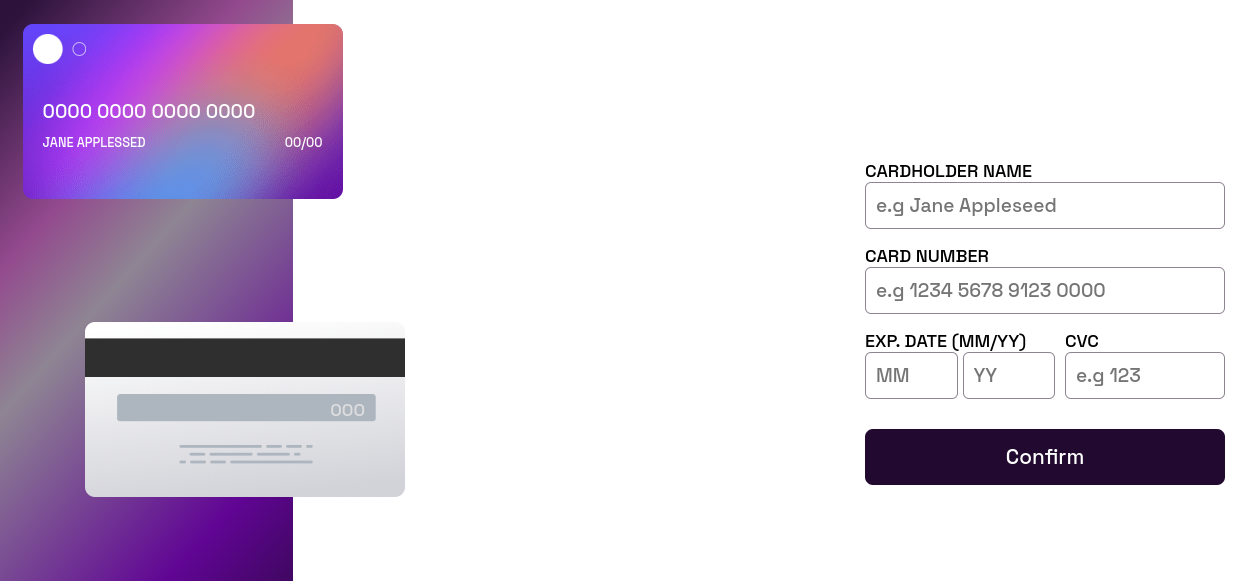 0000 0000 0000 0000
JANE APPLESSED 00/00
000
CARDHOLDER NAME
e.g Jane Appleseed
CARD NUMBER
e.g 1234 5678 9123 0000
EXP. DATE (MM/YY) CVC
MM YY e.g 123
Confirm